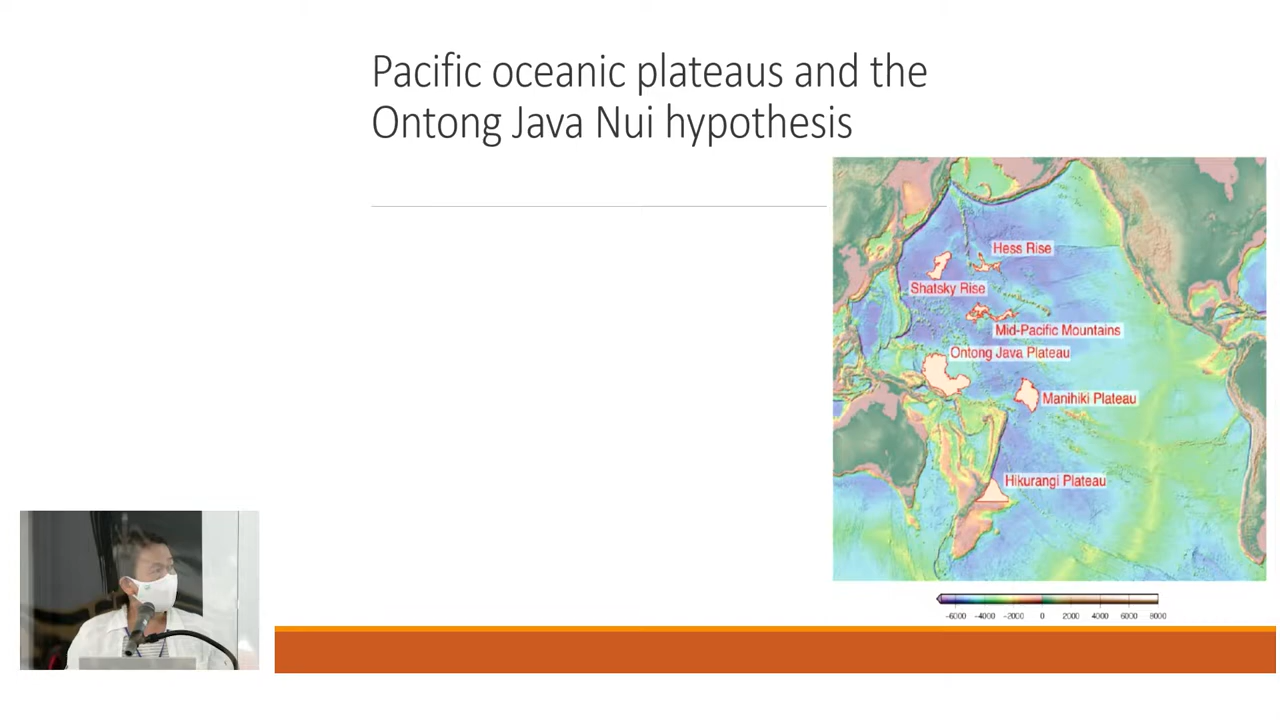 Pacific oceanic plateaus and the
Ontong Java Nui hypothesis
Hess Rise
Shatsky Rise
Mid-Pacific Mountains
Ontong Java Plateau
Manihiki Plateau
Hikurangi Plateau
-6000 -4000 -2000 0 2000 4000 6000 8000